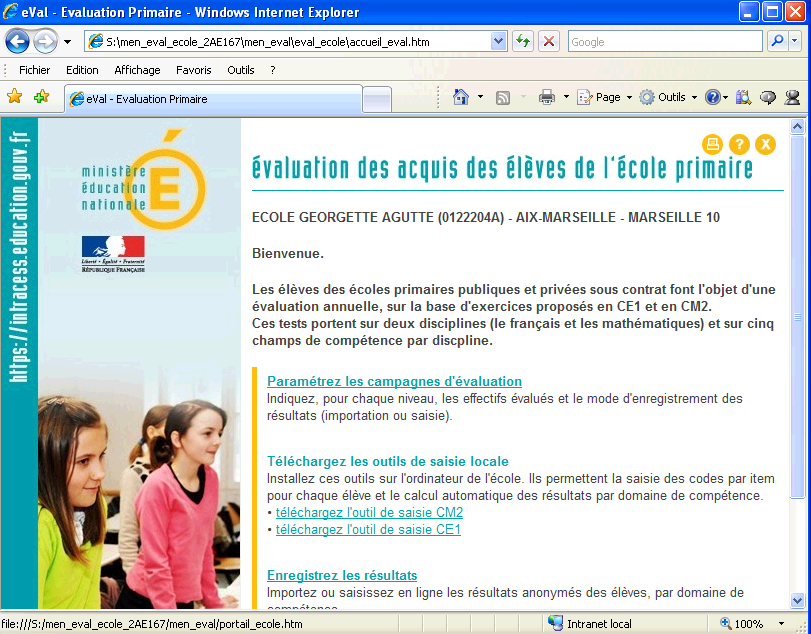 eVal - Evaluation Primaire - Windows Internet Explorer
S:\men_eval_ecole_2AE167\men_eval\eval_ecole\accueil_eval.htm
Google
Fichier Edition Affichage Favoris Outils ?
eVal - Evaluation Primaire
Page Outils
https://intracess.education.gouv.fr
ministère
éducation
nationale
É
Liberté • Égalité • Fraternité
RÉPUBLIQUE FRANÇAISE
? X
évaluation des acquis des élèves de l'école primaire
ECOLE GEORGETTE AGUTTE (0122204A) - AIX-MARSEILLE - MARSEILLE 10
Bienvenue.
Les élèves des écoles primaires publiques et privées sous contrat font l'objet d'une
évaluation annuelle, sur la base d'exercices proposés en CE1 et en CM2.
Ces tests portent sur deux disciplines (le français et les mathématiques) et sur cinq
champs de compétence par discpline.
Paramétrez les campagnes d'évaluation
Indiquez, pour chaque niveau, les effectifs évalués et le mode d'enregistrement des
résultats (importation ou saisie).
Téléchargez les outils de saisie locale
Installez ces outils sur l'ordinateur de l'école. Ils permettent la saisie des codes par item
pour chaque élève et le calcul automatique des résultats par domaine de compétence.
• téléchargez l'outil de saisie CM2
• téléchargez l'outil de saisie CE1
Enregistrez les résultats
Importez ou saisissez en ligne les résultats anonymés des élèves, par domaine de
compétence.
file:///S:/men_eval_ecole_2AE167/men_eval/portail_ecole.htm
Intranet local
100%